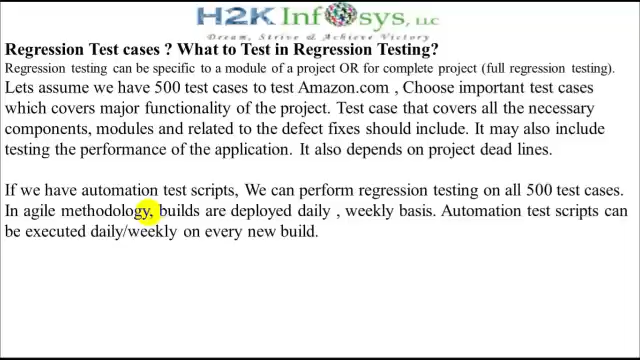 H2K Infosys, LLC
Dream, Strive & Achieve Victory
Regression Test cases ? What to Test in Regression Testing?
Regression testing can be specific to a module of a project OR for complete project (full regression testing).
Lets assume we have 500 test cases to test Amazon.com , Choose important test cases
which covers major functionality of the project. Test case that covers all the necessary
components, modules and related to the defect fixes should include. It may also include
testing the performance of the application. It also depends on project dead lines.
If we have automation test scripts, We can perform regression testing on all 500 test cases.
In agile methodology, builds are deployed daily , weekly basis. Automation test scripts can
be executed daily/weekly on every new build.